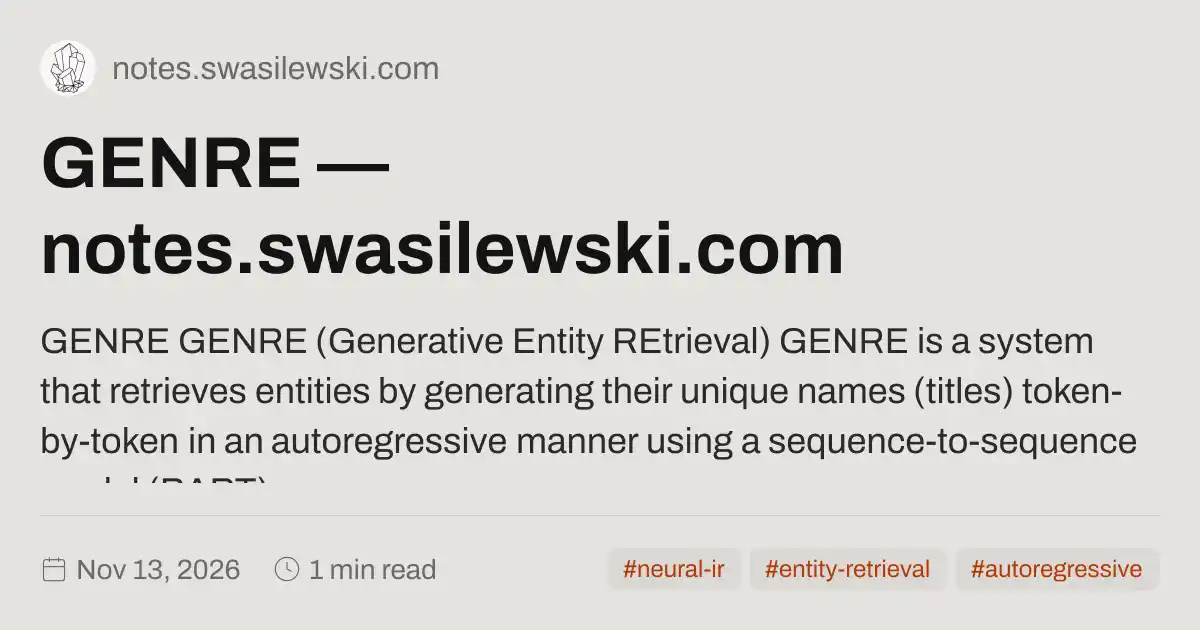 notes.swasilewski.com
GENRE —
notes.swasilewski.com
GENRE GENRE (Generative Entity REtrieval) GENRE is a system
that retrieves entities by generating their unique names (titles) token-
by-token in an autoregressive manner using a sequence-to-sequence
Nov 13, 2026 1 min read #neural-ir #entity-retrieval #autoregressive